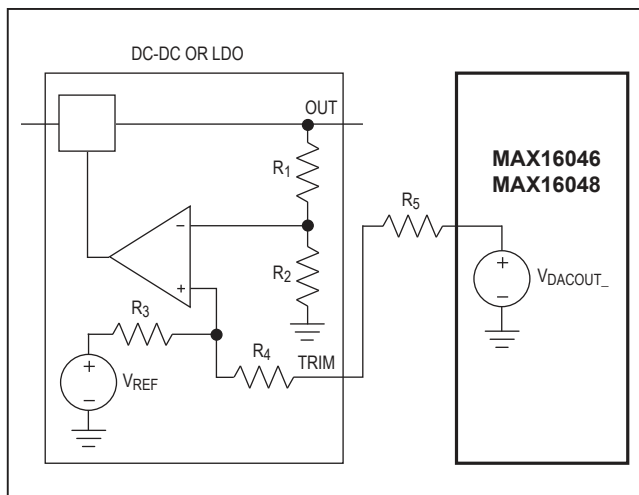 DC-DC OR LDO
OUT
R1
MAX16046
MAX16048
R5
−
R2
+
R3
+
VDACOUT_
−
R4
TRIM
+
VREF
−